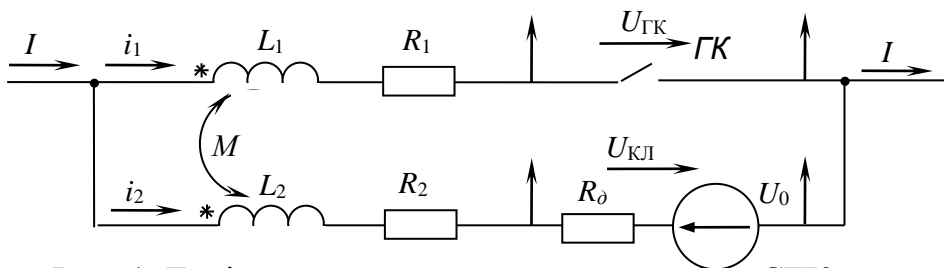 I i₁ * L₁ R₁ U_ГК ГК I
M
i₂ * L₂ R₂ U_КЛ R_д U₀